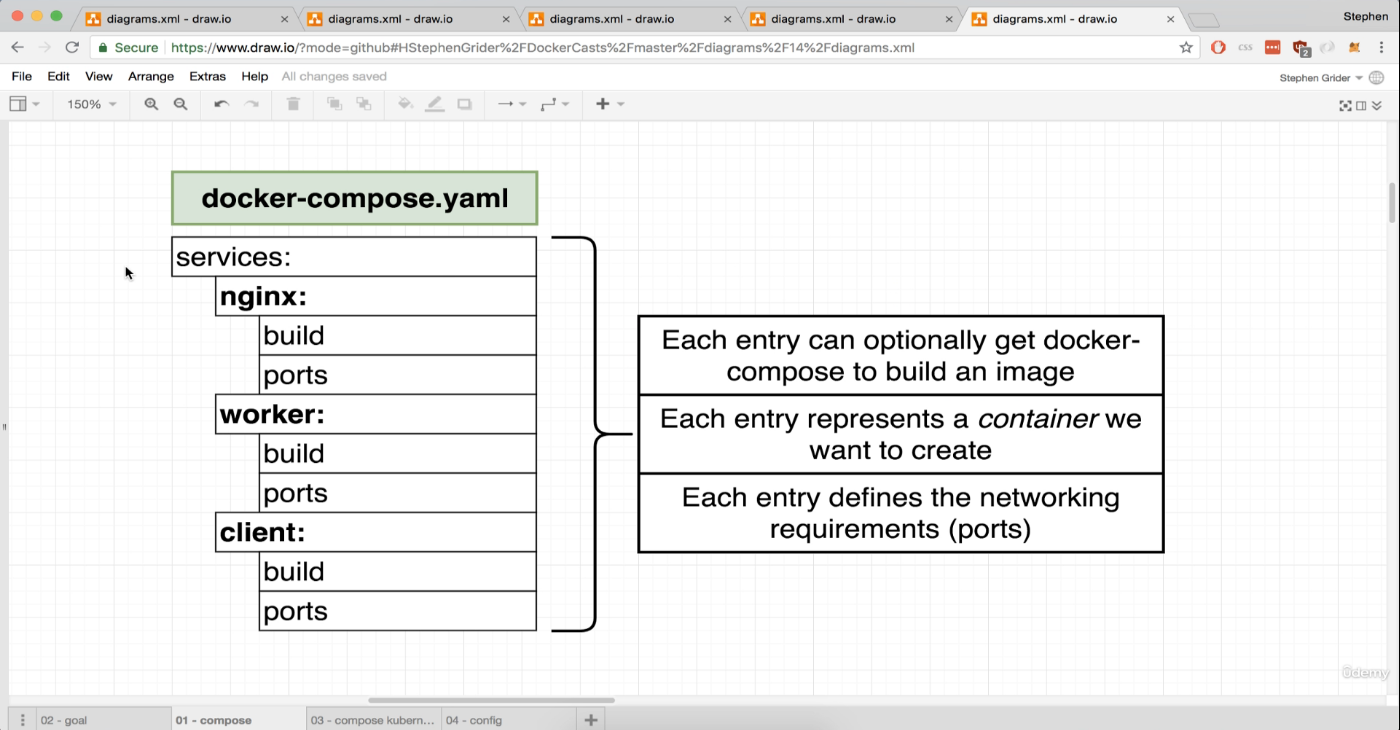 diagrams.xml - draw.io
diagrams.xml - draw.io
diagrams.xml - draw.io
diagrams.xml - draw.io
diagrams.xml - draw.io
Stephen
Secure
https://www.draw.io/?mode=github#HStephenGrider%2FDockerCasts%2Fmaster%2Fdiagrams%2F14%2Fdiagrams.xml
CSS
2
File Edit View Arrange Extras Help All changes saved
Stephen Grider
150%
docker-compose.yaml
services:
nginx:
build
ports
worker:
build
ports
client:
build
ports
Each entry can optionally get docker-
compose to build an image
Each entry represents a container we
want to create
Each entry defines the networking
requirements (ports)
ûdemy
02 - goal
01 - compose
03 - compose kubern...
04 - config